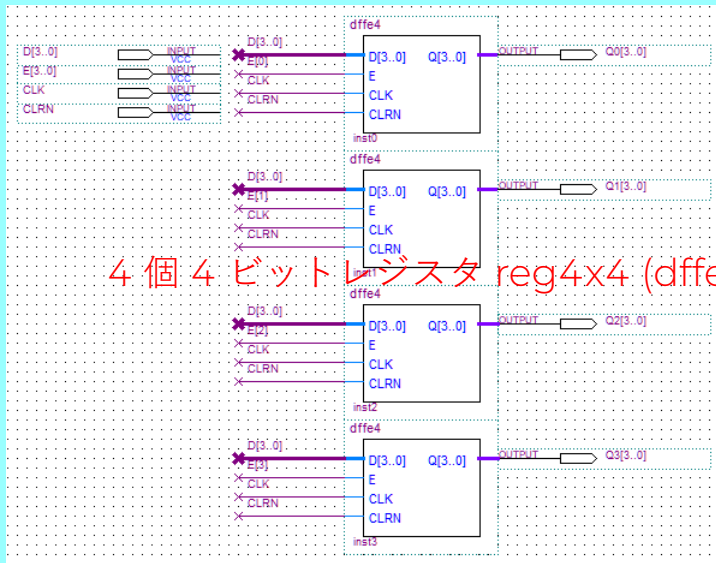 D[3..0] INPUT VCC
E[3..0] INPUT VCC
CLK INPUT VCC
CLRN INPUT VCC
dffe4
D[3..0] D[3..0] Q[3..0] OUTPUT Q0[3..0]
E[0] E
CLK CLK
CLRN CLRN
inst0
dffe4
D[3..0] D[3..0] Q[3..0] OUTPUT Q1[3..0]
E[1] E
CLK CLK
CLRN CLRN
inst1
4 個 4 ビットレジスタ reg4x4 (dffe
dffe4
D[3..0] D[3..0] Q[3..0] OUTPUT Q2[3..0]
E[2] E
CLK CLK
CLRN CLRN
inst2
dffe4
D[3..0] D[3..0] Q[3..0] OUTPUT Q3[3..0]
E[3] E
CLK CLK
CLRN CLRN
inst3